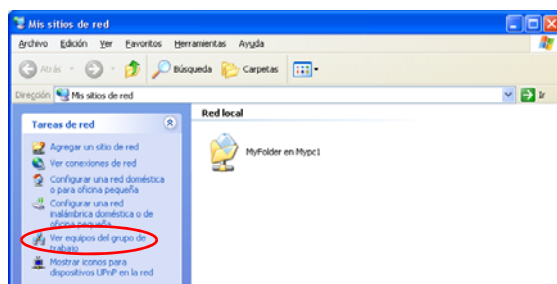 Mis sitios de red
Archivo Edición Ver Favoritos Herramientas Ayuda
Atrás Búsqueda Carpetas
Dirección Mis sitios de red Ir
Tareas de red
Agregar un sitio de red
Ver conexiones de red
Configurar una red doméstica
o para oficina pequeña
Configurar una red
inalámbrica doméstica o de
oficina pequeña
Ver equipos del grupo de
trabajo
Mostrar iconos para
dispositivos UPnP en la red
Red local
MyFolder en Mypc1